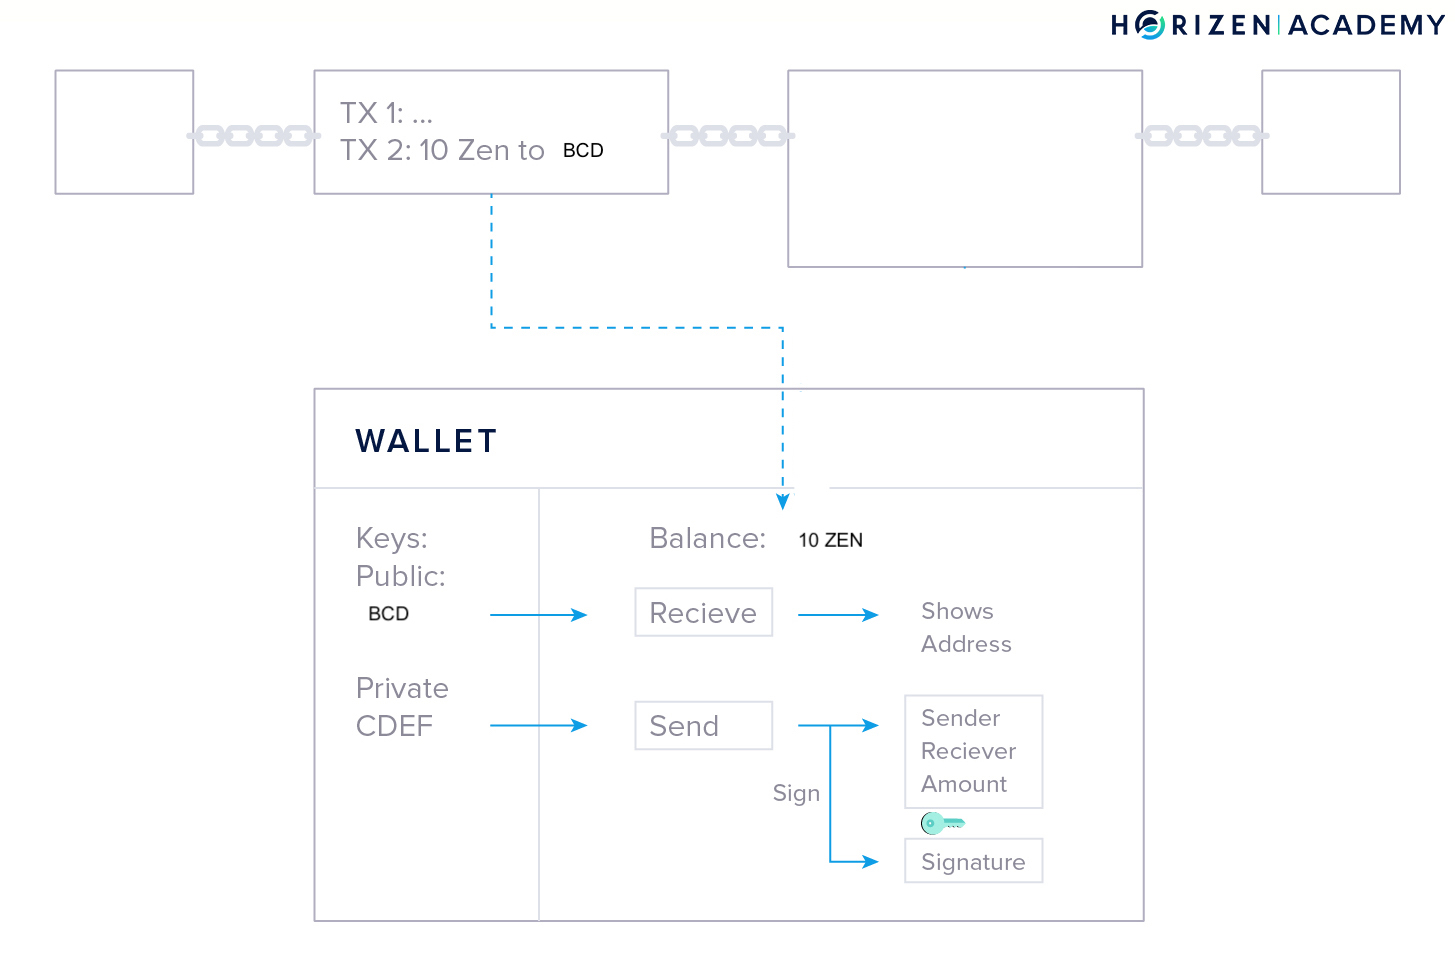 HORIZEN ACADEMY
TX 1: ...
TX 2: 10 Zen to BCD
WALLET
Keys:
Public:
BCD
Private
CDEF
Balance: 10 ZEN
Recieve
Shows
Address
Send
Sign
Sender
Reciever
Amount
Signature